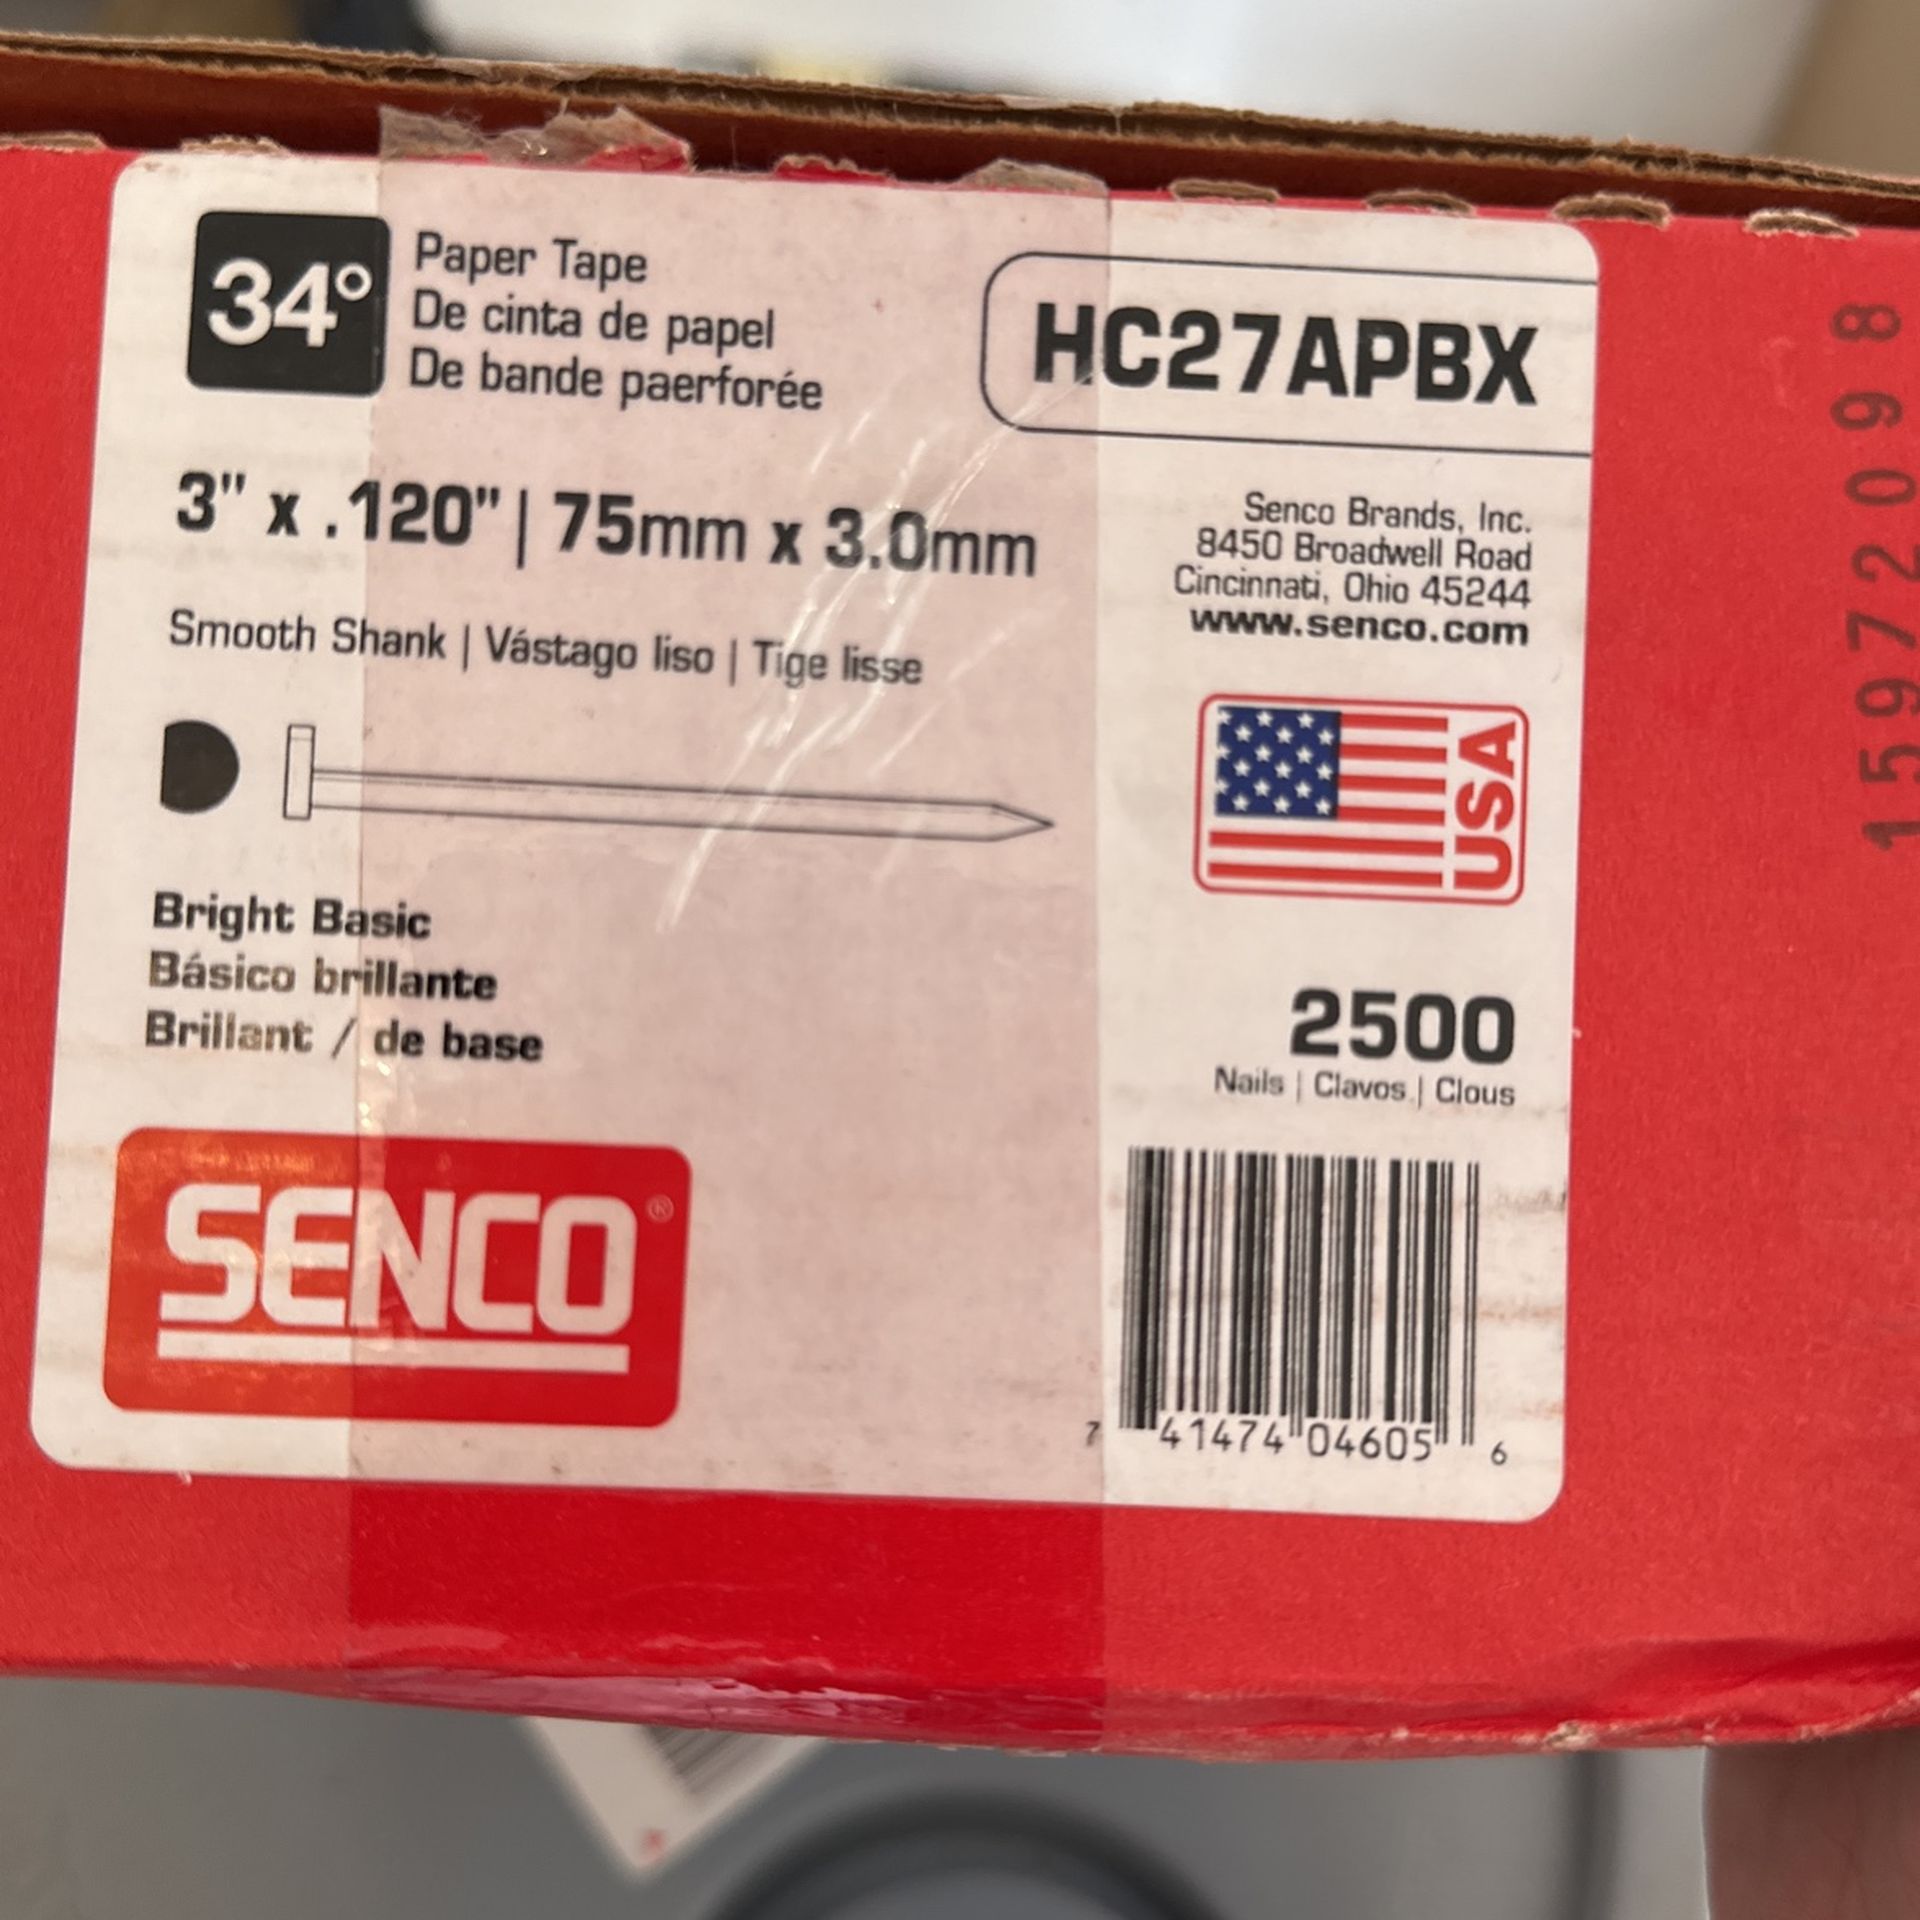 34°
Paper Tape
De cinta de papel
De bande paerforée
HC27APBX
3" x .120" | 75mm x 3.0mm
Smooth Shank | Vástago liso | Tige lisse
Senco Brands, Inc.
8450 Broadwell Road
Cincinnati, Ohio 45244
www.senco.com
USA
Bright Basic
Básico brillante
Brillant / de base
2500
Nails | Clavos | Clous
SENCO®
7 41474 04605 6
15972098